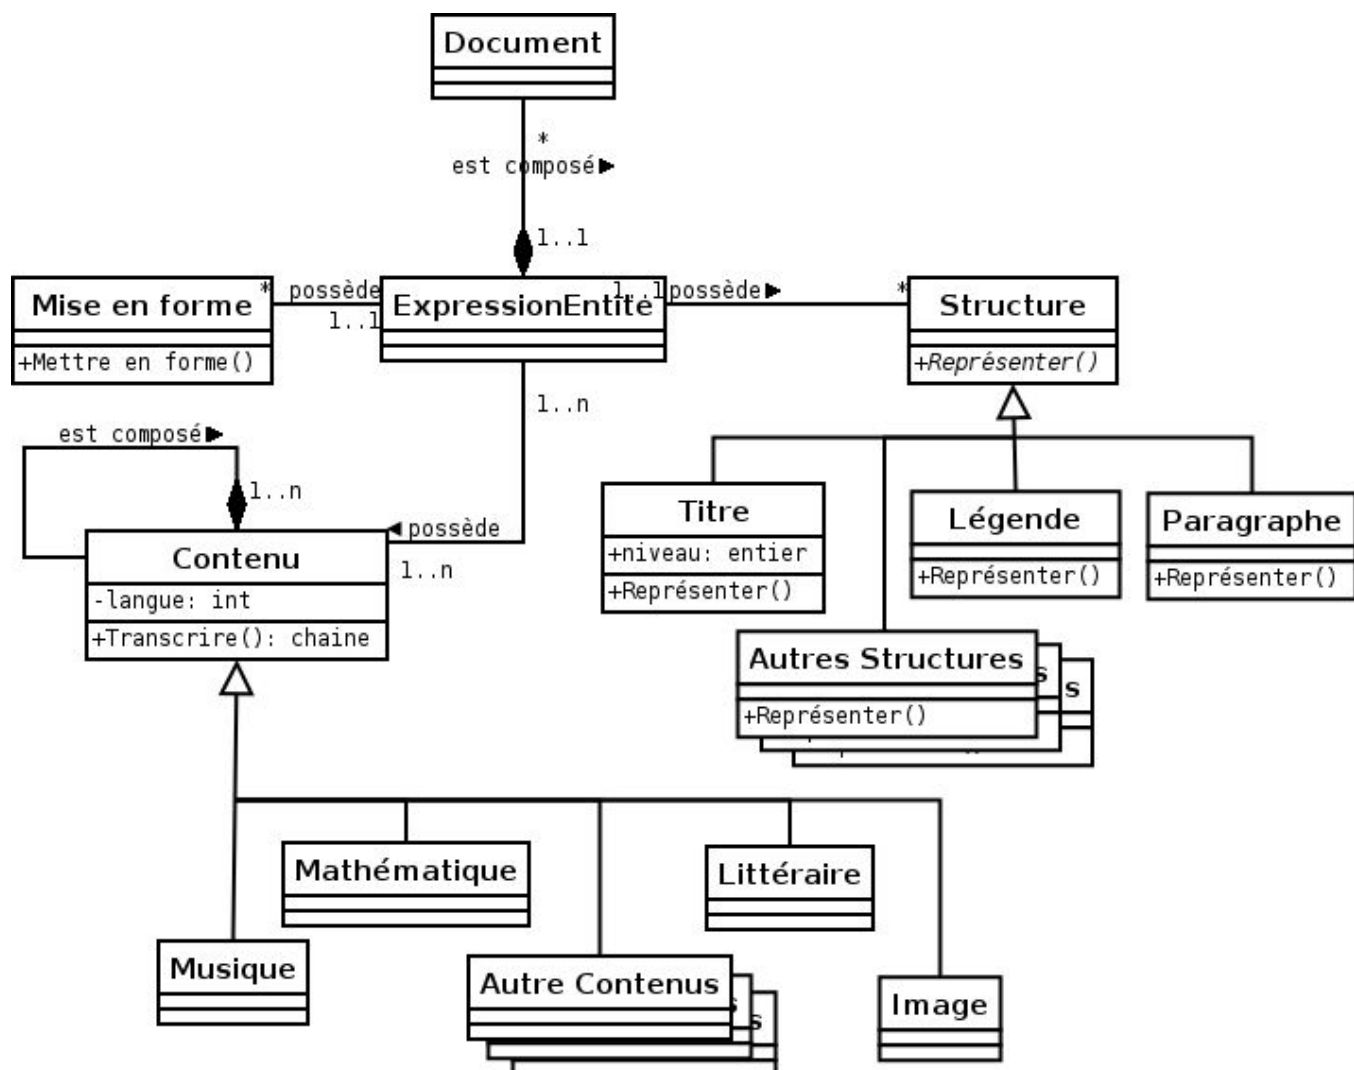 Document
*
est composé
1..1
Mise en forme
+Mettre en forme()
* possède
1..1
ExpressionEntité
1..1 possède
*
Structure
+Représenter()
1..n
est composé
1..n
possède
1..n
Contenu
-langue: int
+Transcrire(): chaine
Titre
+niveau: entier
+Représenter()
Légende
+Représenter()
Paragraphe
+Représenter()
Autres Structures
+Représenter()
s
s
Mathématique
Littéraire
Musique
Autre Contenus
s
s
Image